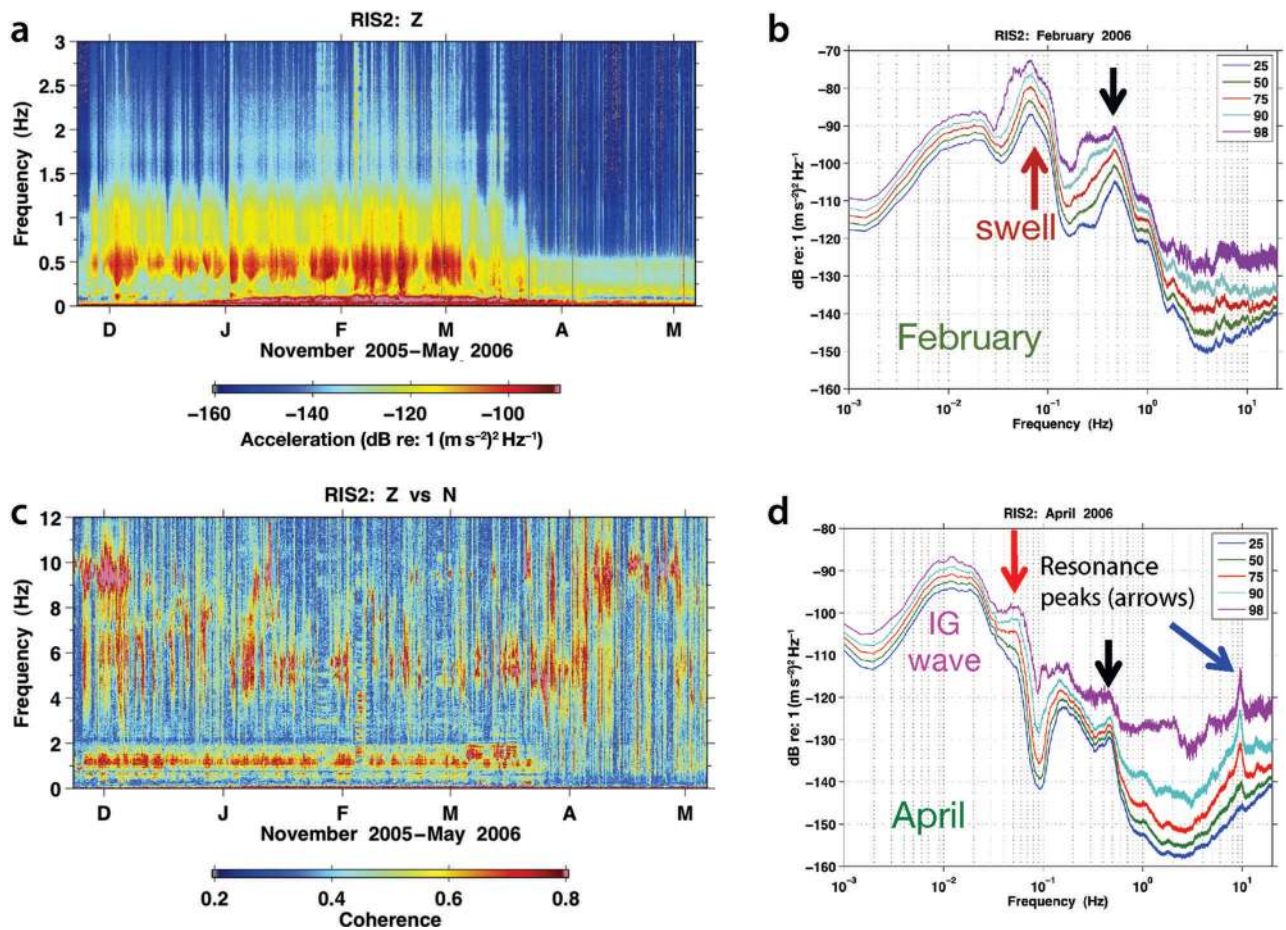 a
RIS2: Z
3
2.5
2
1.5
1
0.5
0
Frequency (Hz)
D J F M A M
November 2005–May 2006
−160 −140 −120 −100
Acceleration (dB re: 1 (m s⁻²)² Hz⁻¹)
b
RIS2: February 2006
−70
−80
−90
−100
−110
−120
−130
−140
−150
−160
dB re: 1 (m s⁻²)² Hz⁻¹
25
50
75
90
98
swell
February
10⁻³ 10⁻² 10⁻¹ 10⁰ 10¹
Frequency (Hz)
c
RIS2: Z vs N
12
10
8
6
4
2
0
Frequency (Hz)
D J F M A M
November 2005–May 2006
0.2 0.4 0.6 0.8
Coherence
d
RIS2: April 2006
−80
−90
−100
−110
−120
−130
−140
−150
−160
dB re: 1 (m s⁻²)² Hz⁻¹
25
50
75
90
98
Resonance
peaks (arrows)
IG
wave
April
10⁻³ 10⁻² 10⁻¹ 10⁰ 10¹
Frequency (Hz)